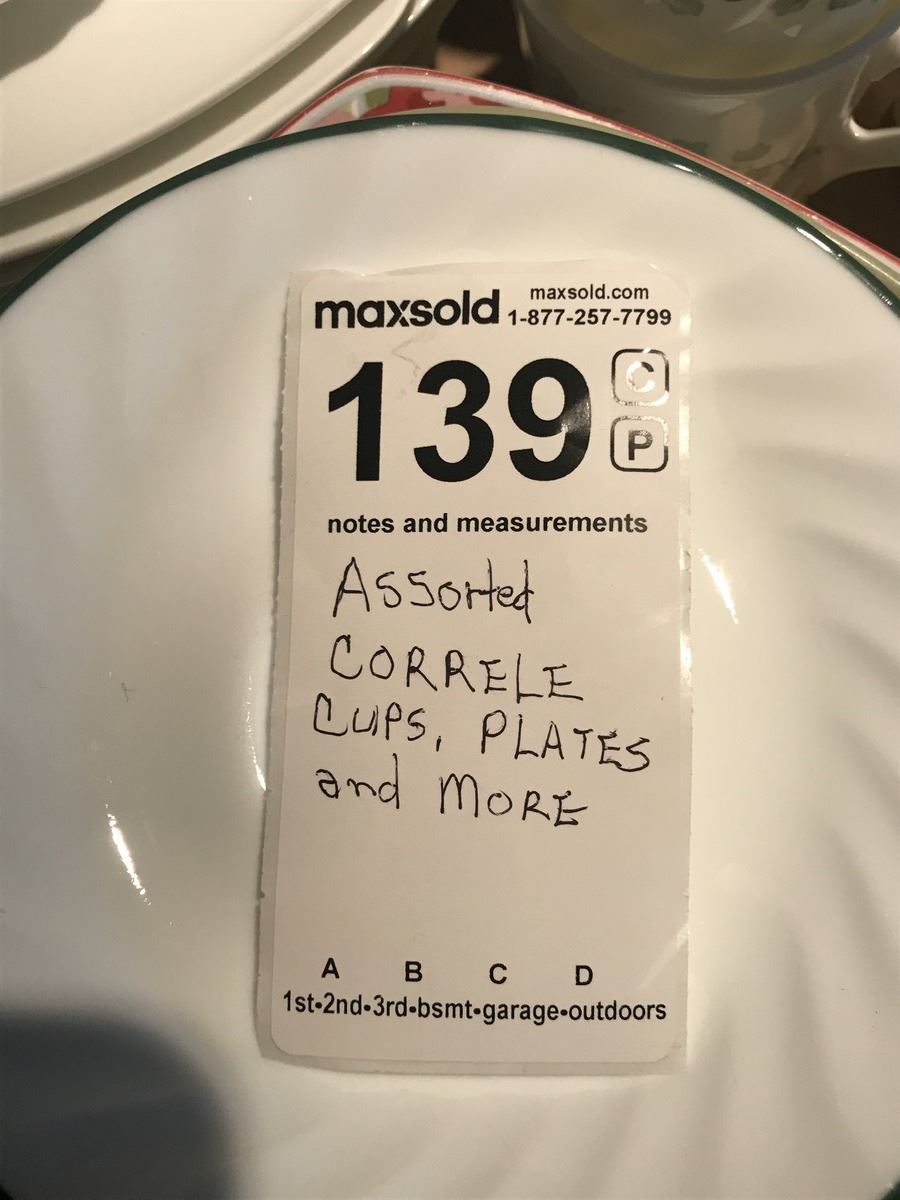 maxsold maxsold.com
1-877-257-7799
139 C
P
notes and measurements
Assorted
CORRELE
CUPS, PLATES
and MORE
A B C D
1st•2nd•3rd•bsmt•garage•outdoors